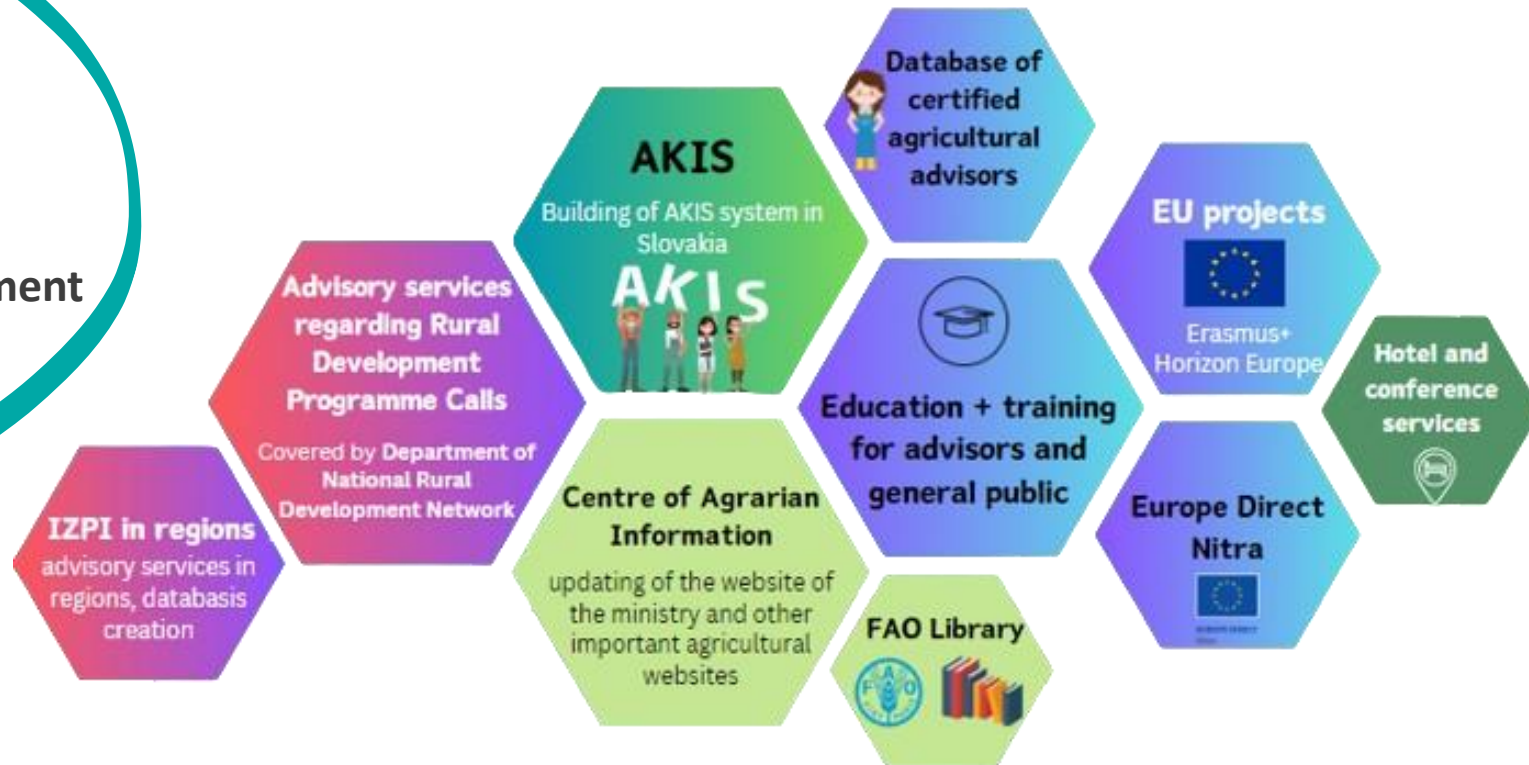 nent
Database of
certified
agricultural
advisors
AKIS
Building of AKIS system in
Slovakia
AKIS
EU projects
Erasmus+
Horizon Europe
Advisory services
regarding Rural
Development
Programme Calls
Covered by Department of
National Rural
Development Network
Hotel and
conference
services
Education + training
for advisors and
general public
Centre of Agrarian
Information
updating of the website of
the ministry and other
important agricultural
websites
Europe Direct
Nitra
IZPI in regions
advisory services in
regions, databasis
creation
FAO Library
FAO